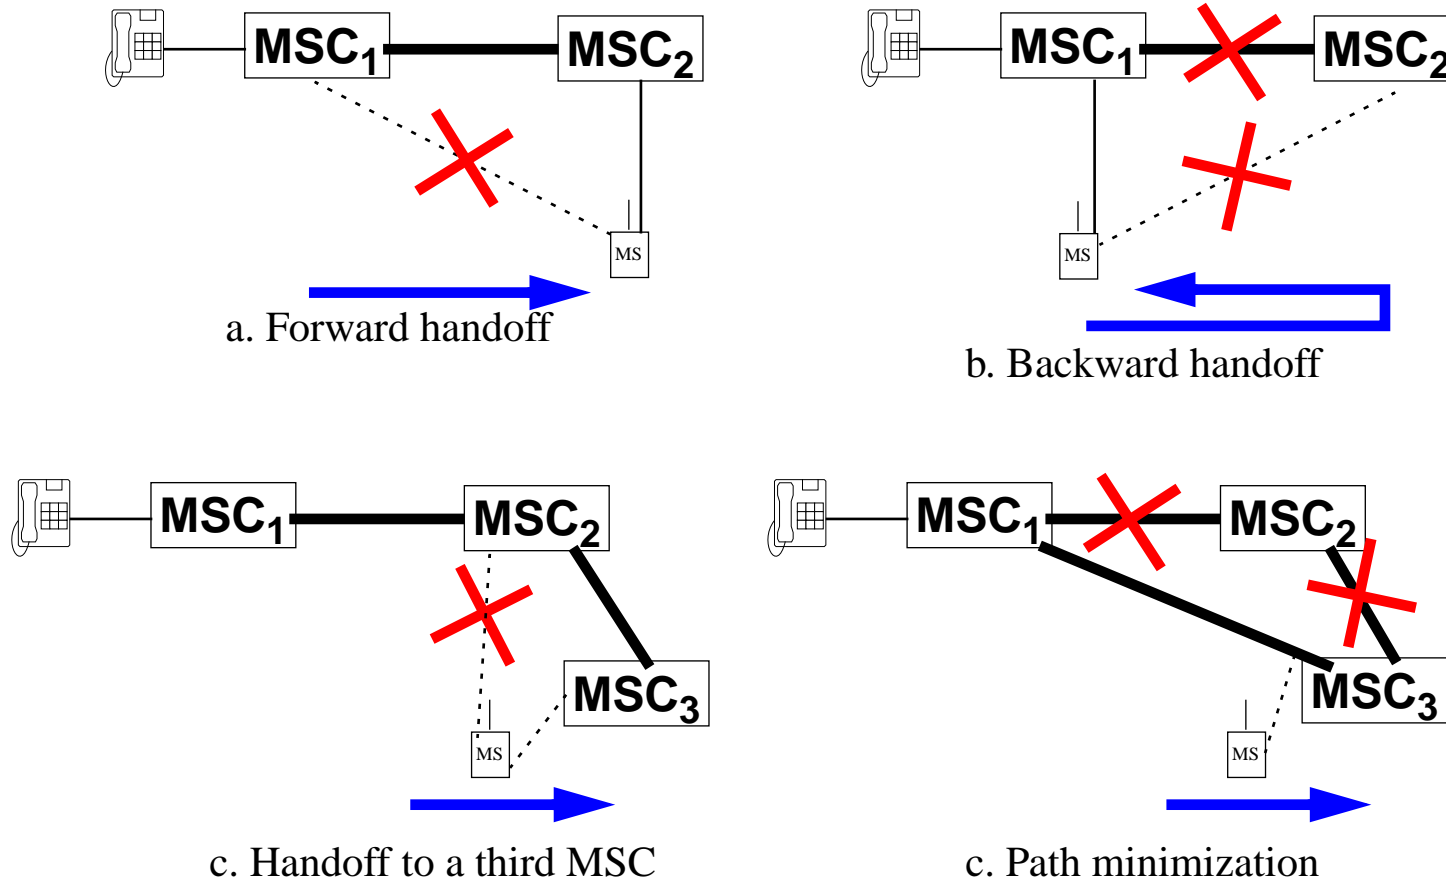 MSC1 MSC2
MS
a. Forward handoff
MSC1 MSC2
MS
b. Backward handoff
MSC1 MSC2
MSC3
MS
c. Handoff to a third MSC
MSC1 MSC2
MSC3
MS
c. Path minimization